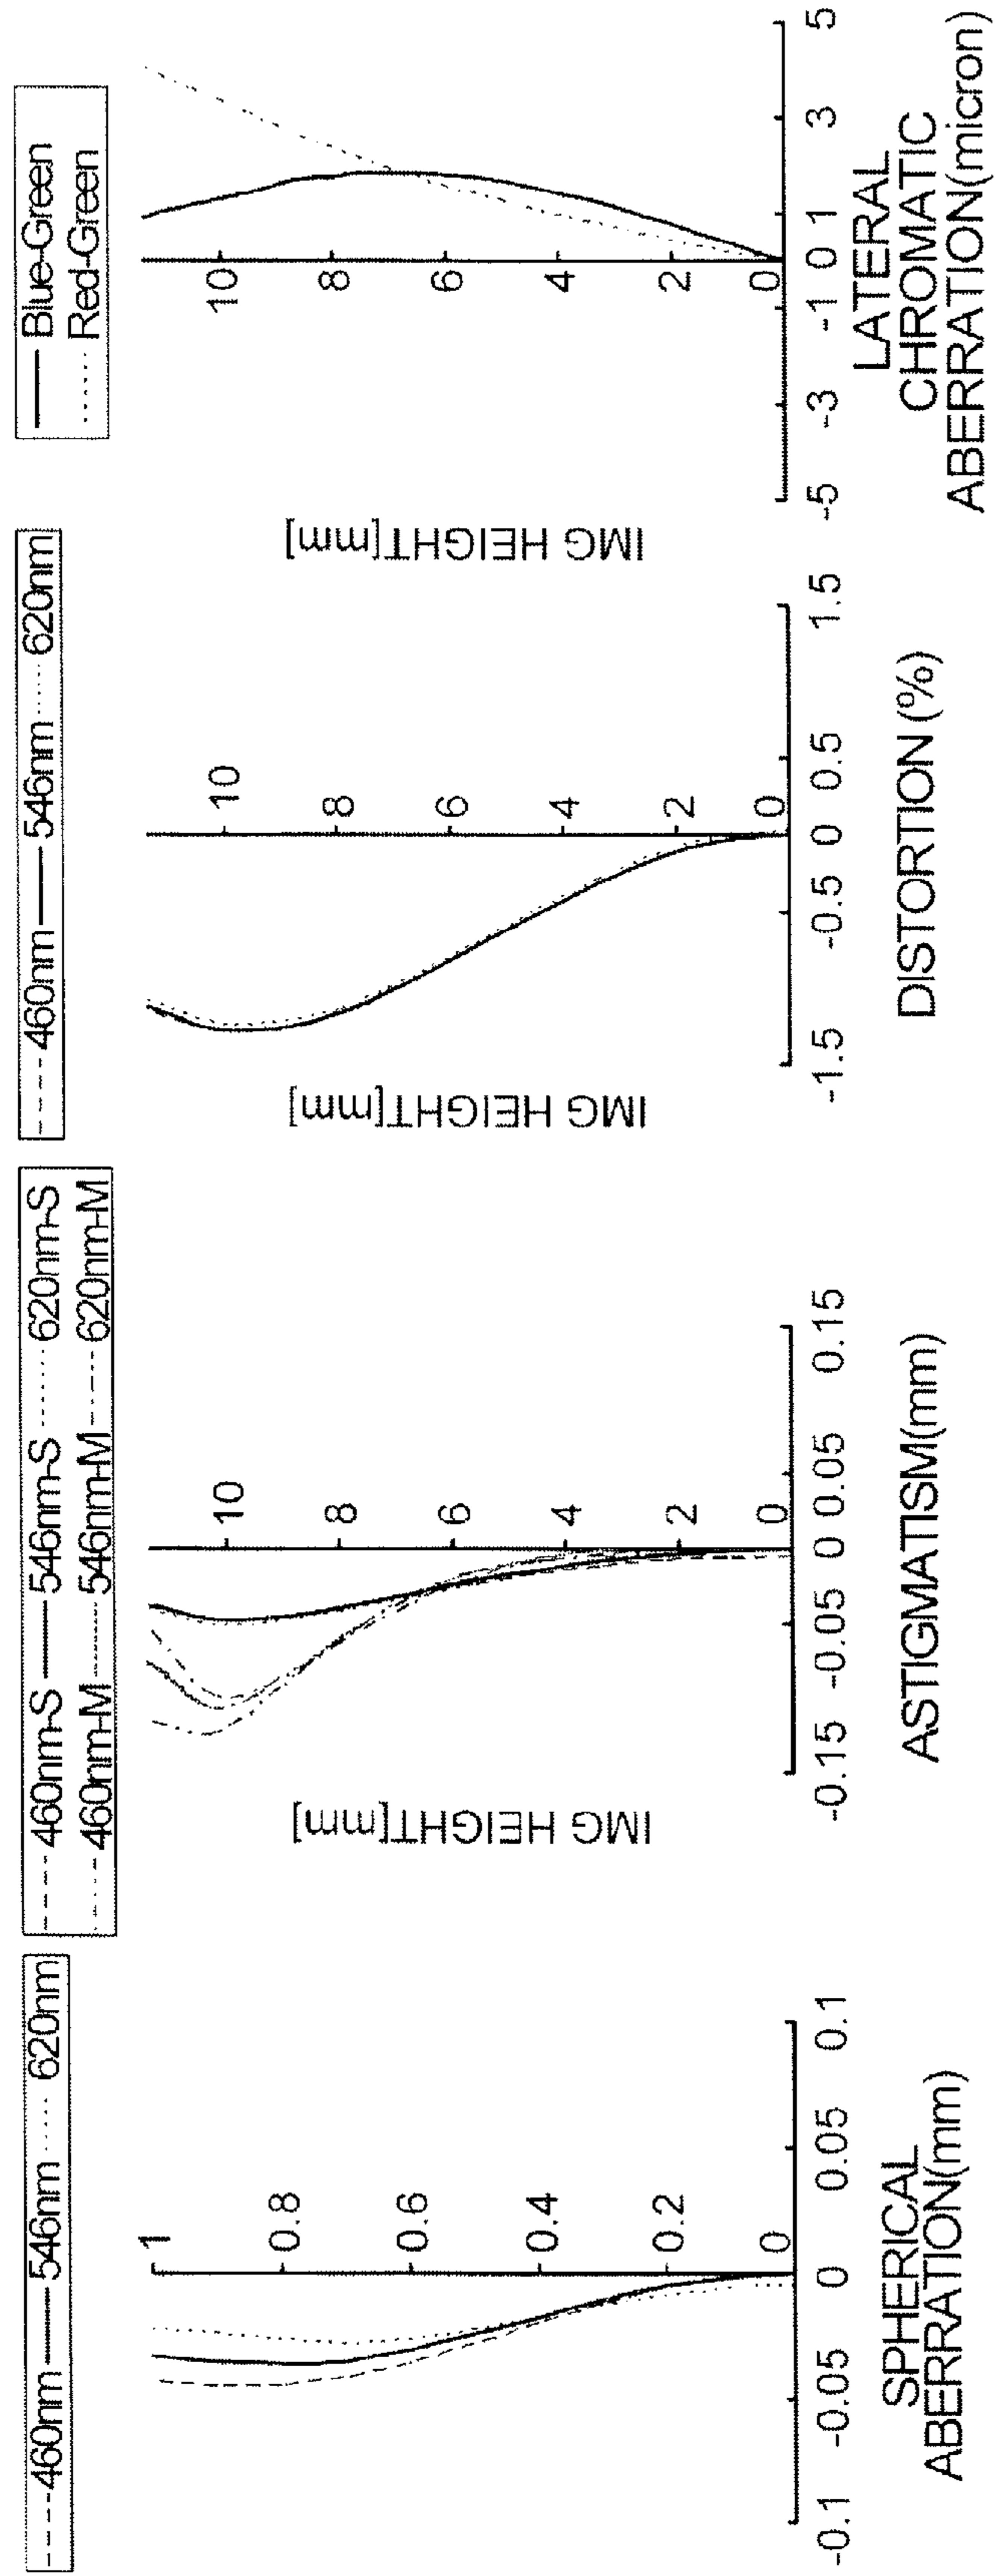 ---460nm — 546nm ····· 620nm
1
0.8
0.6
0.4
0.2
0
-0.1 -0.05 0 0.05 0.1
SPHERICAL
ABERRATION(mm)
---460nm-S — 546nm-S ······ 620nm-S
-··-460nm-M ------ 546nm-M -·-·- 620nm-M
IMG HEIGHT[mm]
10
8
6
4
2
0
-0.15 -0.05 0 0.05 0.15
ASTIGMATISM(mm)
---460nm — 546nm ······ 620nm
IMG HEIGHT[mm]
10
8
6
4
2
0
-1.5 -0.5 0 0.5 1.5
DISTORTION (%)
— Blue-Green
····· Red-Green
IMG HEIGHT[mm]
10
8
6
4
2
0
-5 -3 -1 0 1 3 5
LATERAL
CHROMATIC
ABERRATION(micron)